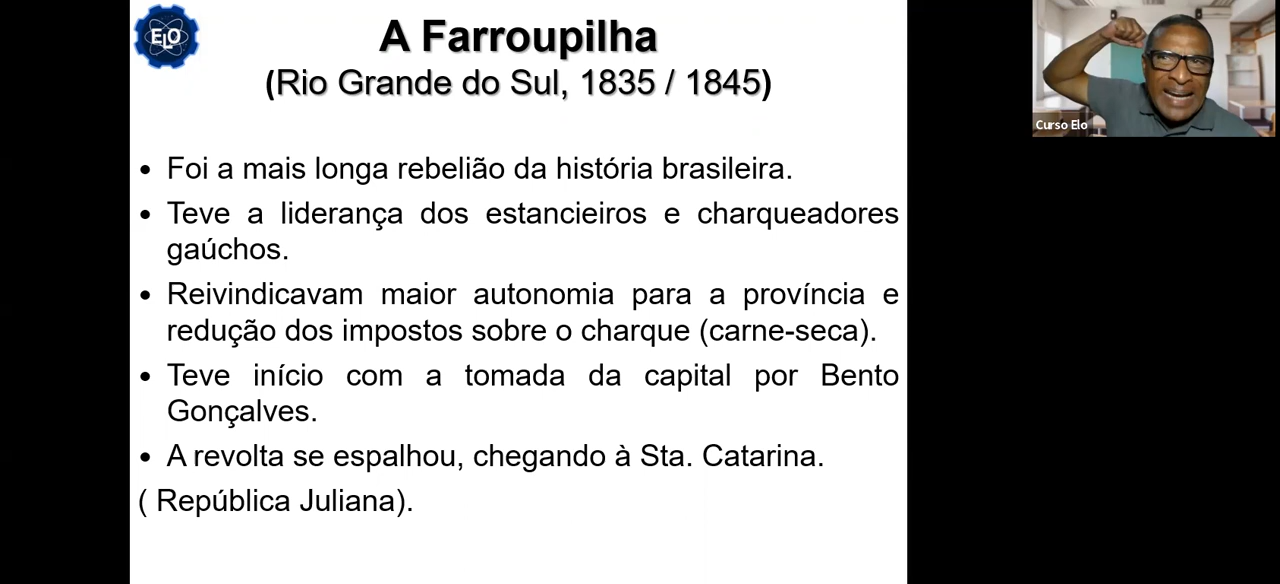 ELO
A Farroupilha
(Rio Grande do Sul, 1835 / 1845)
Curso Elo
• Foi a mais longa rebelião da história brasileira.
• Teve a liderança dos estancieiros e charqueadores
gaúchos.
• Reivindicavam maior autonomia para a província e
redução dos impostos sobre o charque (carne-seca).
• Teve início com a tomada da capital por Bento
Gonçalves.
• A revolta se espalhou, chegando à Sta. Catarina.
( República Juliana).